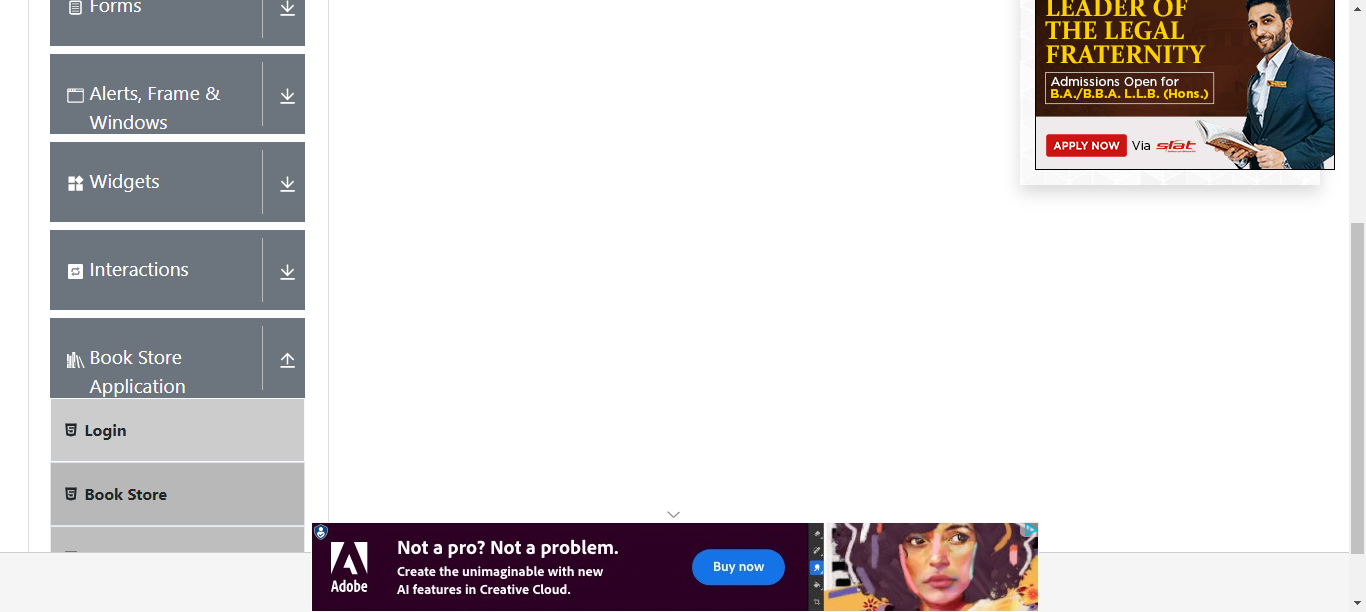 Forms
Alerts, Frame &
Windows
Widgets
Interactions
Book Store
Application
Login
Book Store
LEADER OF
THE LEGAL
FRATERNITY
Admissions Open for
B.A./B.B.A. L.L.B. (Hons.)
APPLY NOW Via slat
Adobe
Not a pro? Not a problem.
Create the unimaginable with new
AI features in Creative Cloud.
Buy now